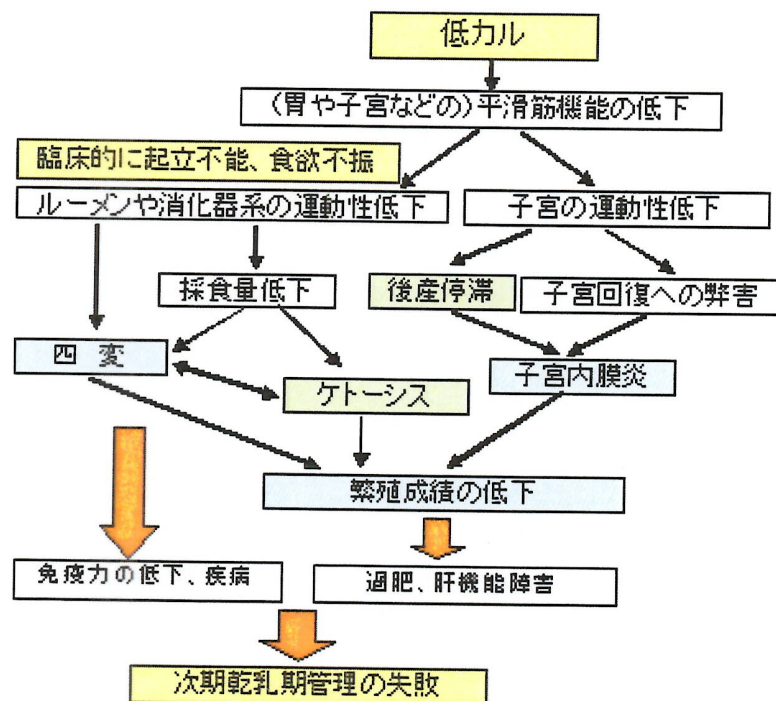 低カル
（胃や子宮などの）平滑筋機能の低下
臨床的に起立不能、食欲不振
ルーメンや消化器系の運動性低下
子宮の運動性低下
採食量低下
後産停滞
子宮回復への弊害
四 変
ケトーシス
子宮内膜炎
繁殖成績の低下
免疫力の低下、疾病
過肥、肝機能障害
次期乾乳期管理の失敗